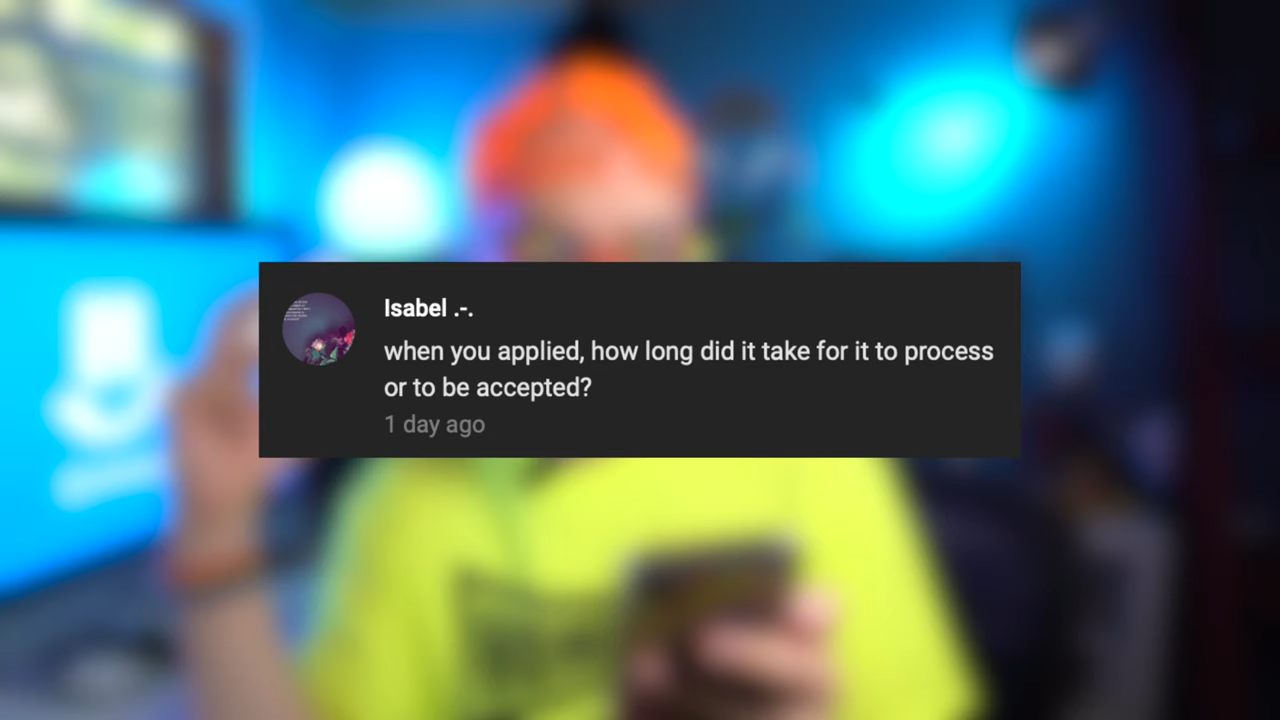 Isabel .-.
when you applied, how long did it take for it to process
or to be accepted?
1 day ago